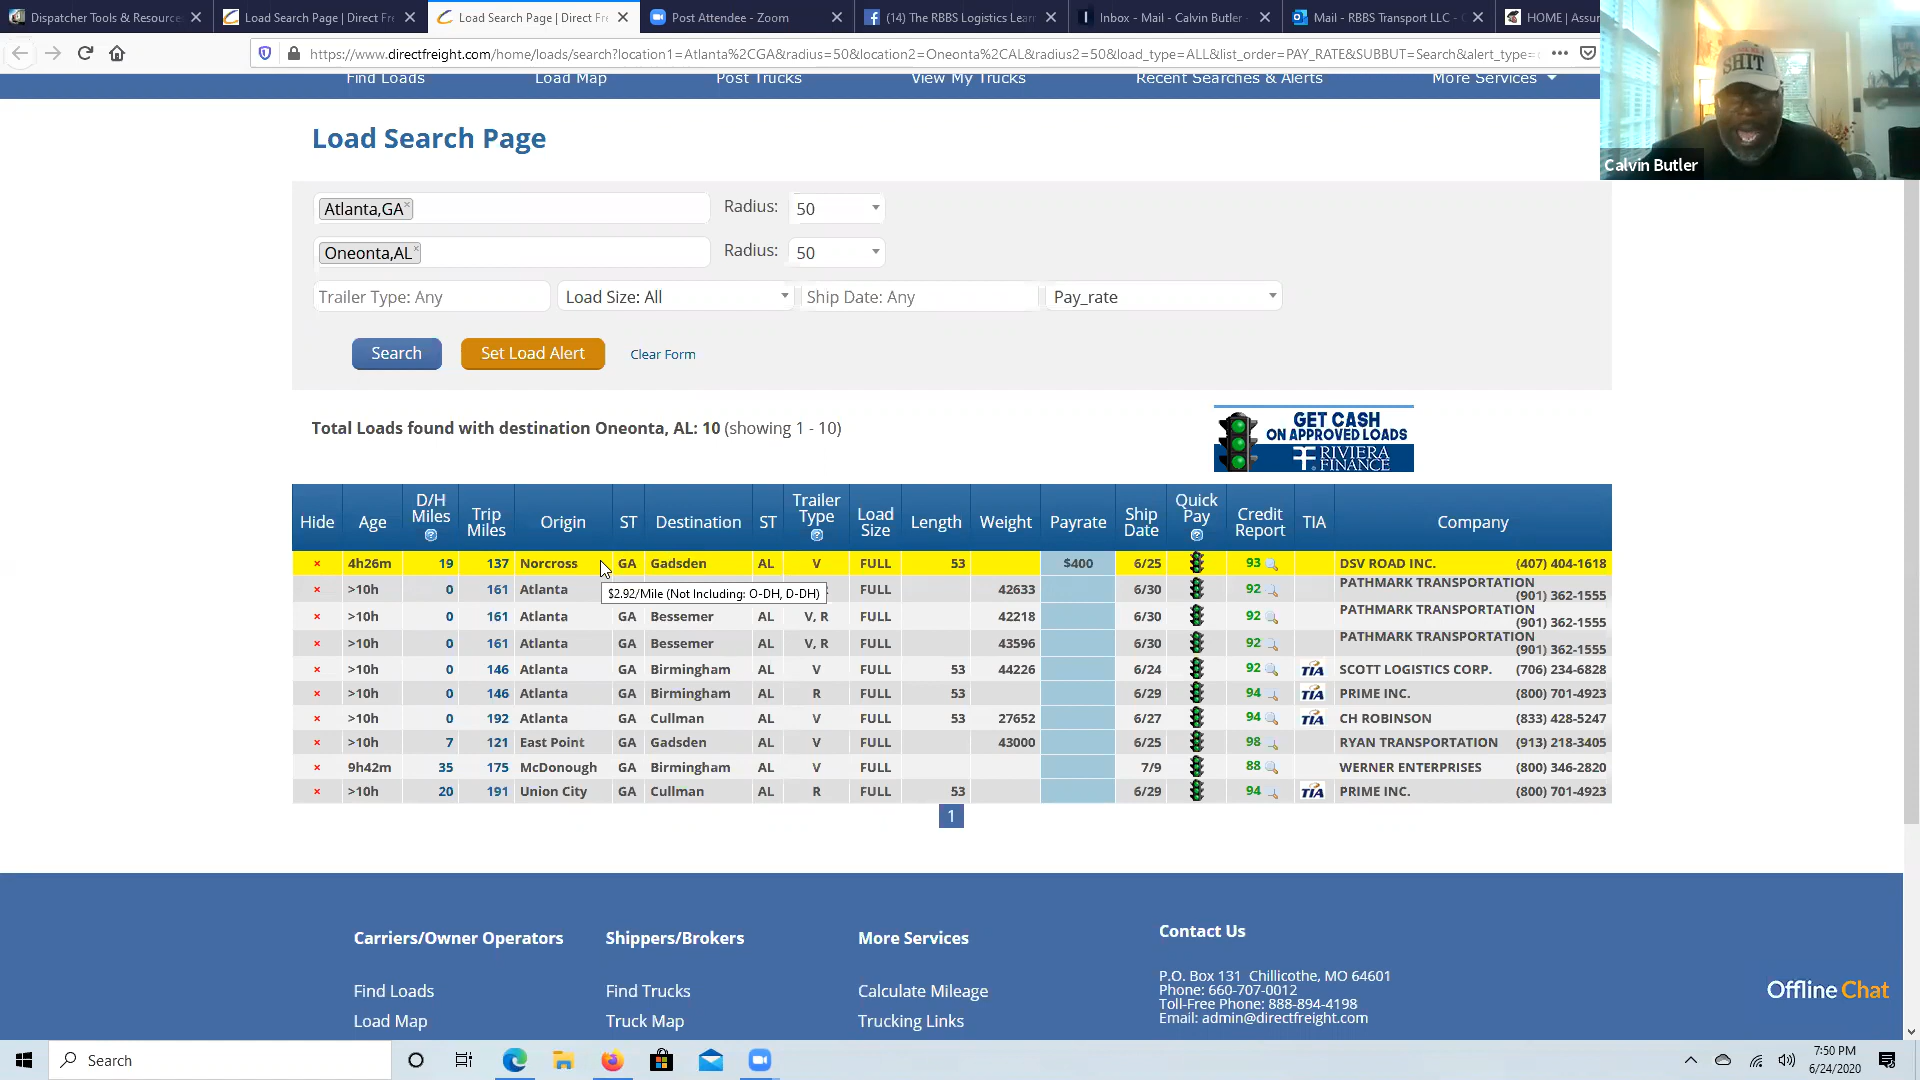 Dispatcher Tools & Resources
Load Search Page | Direct Fr
Load Search Page | Direct Fr
Post Attendee - Zoom
(14) The RBBS Logistics Lear
Inbox - Mail - Calvin Butler -
Mail - RBBS Transport LLC -
HOME | Assur
https://www.directfreight.com/home/loads/search?location1=Atlanta%2CGA&radius=50&location2=Oneonta%2CAL&radius2=50&load_type=ALL&list_order=PAY_RATE&SUBBUT=Search&alert_type=
Find Loads Load Map Post Trucks View My Trucks Recent Searches & Alerts More Services
SHIT
Calvin Butler
Load Search Page
Atlanta,GA× Radius: 50
Oneonta,AL× Radius: 50
Trailer Type: Any Load Size: All Ship Date: Any Pay_rate
Search Set Load Alert Clear Form
Total Loads found with destination Oneonta, AL: 10 (showing 1 - 10)
GET CASH
ON APPROVED LOADS
RIVIERA
FINANCE
Hide Age D/H Miles Trip Miles Origin ST Destination ST Trailer Type Load Size Length Weight Payrate Ship Date Quick Pay Credit Report TIA Company
× 4h26m 19 137 Norcross GA Gadsden AL V FULL 53 $400 6/25 93 DSV ROAD INC. (407) 404-1618
× >10h 0 161 Atlanta FULL 42633 6/30 92 PATHMARK TRANSPORTATION (901) 362-1555
$2.92/Mile (Not Including: O-DH, D-DH)
× >10h 0 161 Atlanta GA Bessemer AL V, R FULL 42218 6/30 92 PATHMARK TRANSPORTATION (901) 362-1555
× >10h 0 161 Atlanta GA Bessemer AL V, R FULL 43596 6/30 92 PATHMARK TRANSPORTATION (901) 362-1555
× >10h 0 146 Atlanta GA Birmingham AL V FULL 53 44226 6/24 92 TIA SCOTT LOGISTICS CORP. (706) 234-6828
× >10h 0 146 Atlanta GA Birmingham AL R FULL 53 6/29 94 TIA PRIME INC. (800) 701-4923
× >10h 0 192 Atlanta GA Cullman AL V FULL 53 27652 6/27 94 TIA CH ROBINSON (833) 428-5247
× >10h 7 121 East Point GA Gadsden AL V FULL 43000 6/25 98 RYAN TRANSPORTATION (913) 218-3405
× 9h42m 35 175 McDonough GA Birmingham AL V FULL 7/9 88 WERNER ENTERPRISES (800) 346-2820
× >10h 20 191 Union City GA Cullman AL R FULL 53 6/29 94 TIA PRIME INC. (800) 701-4923
1
Carriers/Owner Operators Shippers/Brokers More Services Contact Us
Find Loads Find Trucks Calculate Mileage
Load Map Truck Map Trucking Links
P.O. Box 131 Chillicothe, MO 64601
Phone: 660-707-0012
Toll-Free Phone: 888-894-4198
Email: admin@directfreight.com
Offline Chat
Search
7:50 PM
6/24/2020